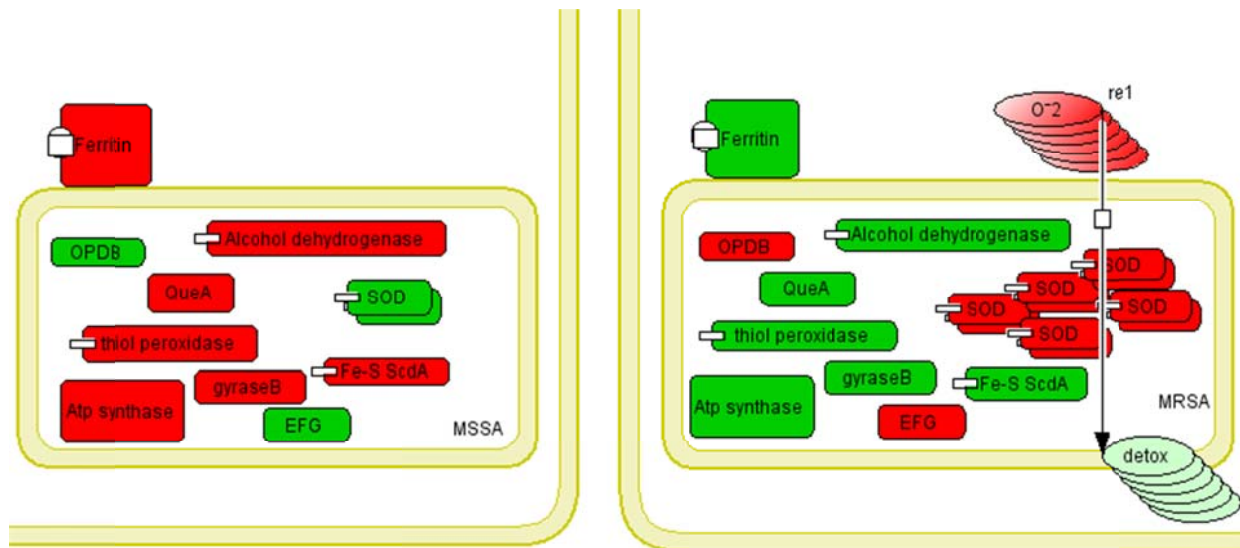 Ferritin
Alcohol dehydrogenase
OPDB
QueA
SOD
thiol peroxidase
Fe-S ScdA
gyraseB
Atp synthase
EFG
MSSA
O⁻2
re1
Ferritin
Alcohol dehydrogenase
OPDB
SOD
QueA
SOD
SOD
SOD
thiol peroxidase
SOD
gyraseB
Fe-S ScdA
Atp synthase
MRSA
EFG
detox